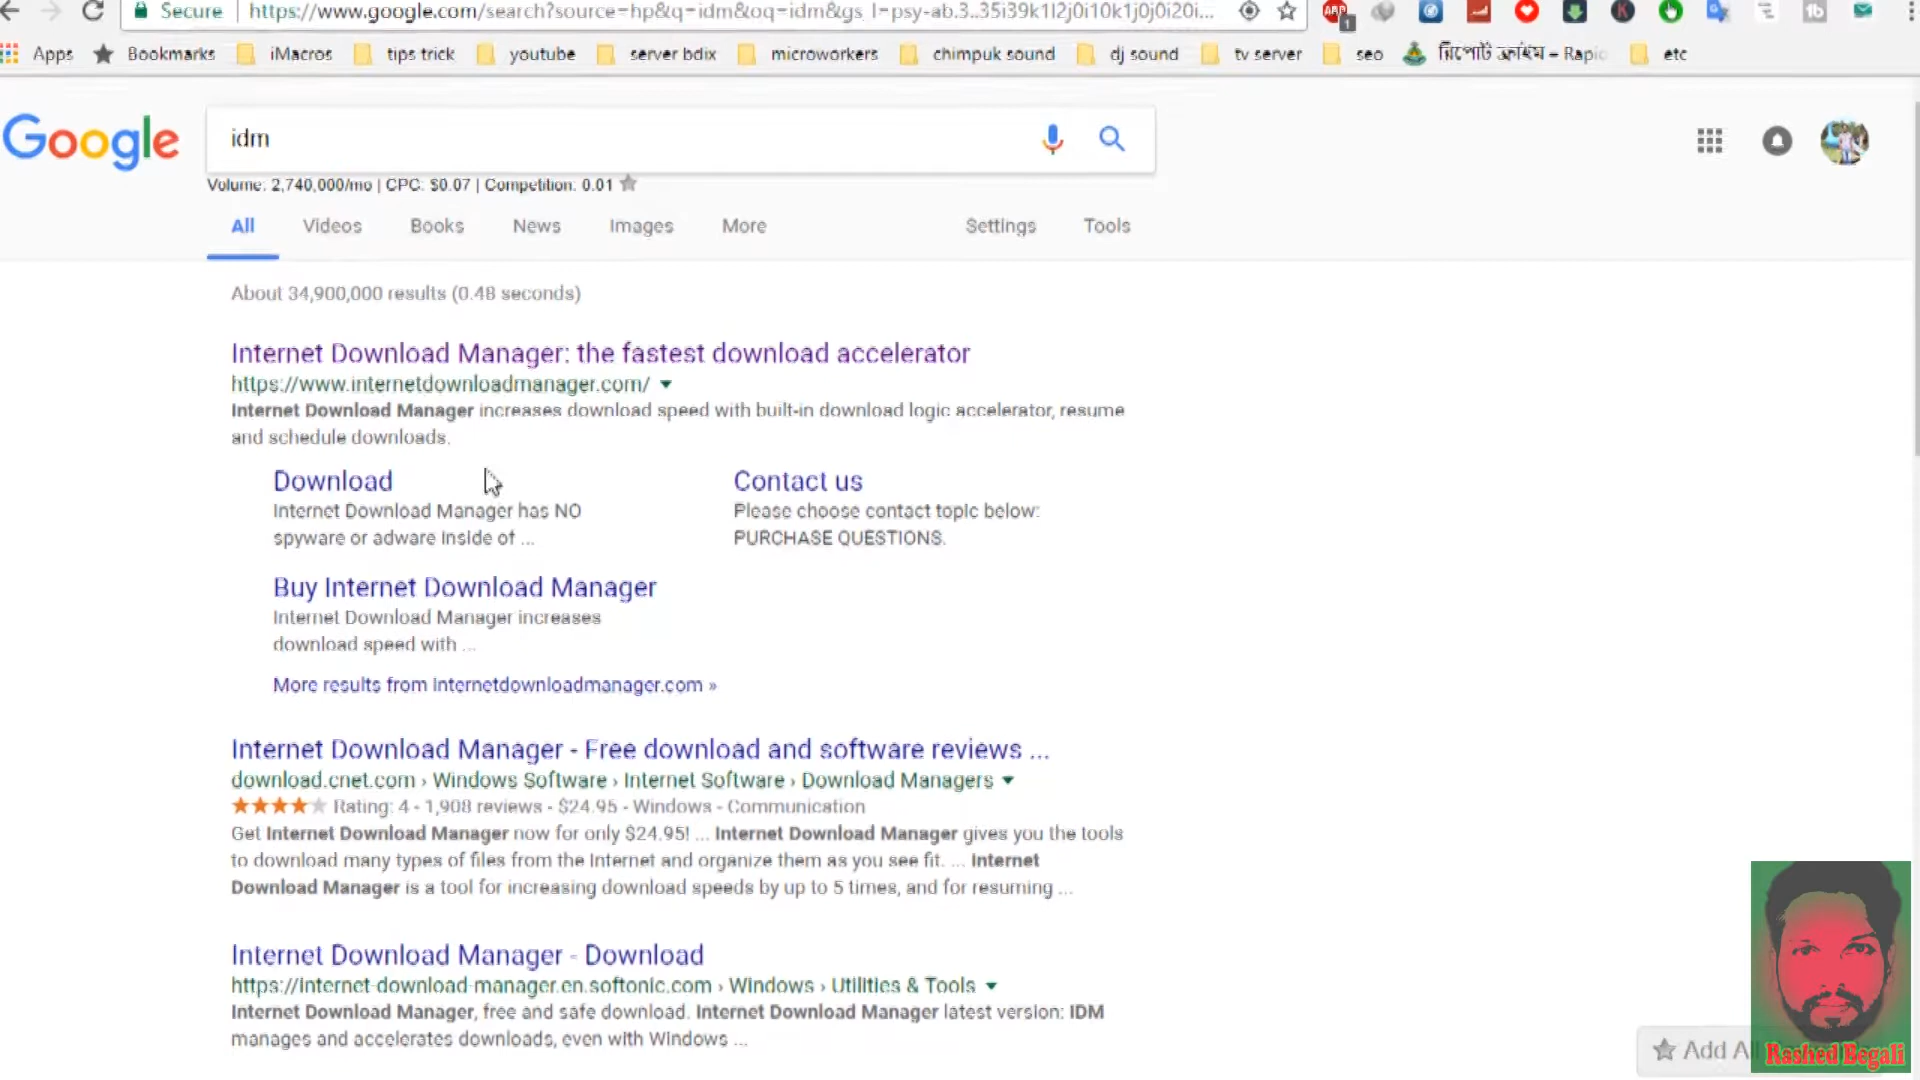 Secure https://www.google.com/search?source=hp&q=idm&oq=idm&gs_l=psy-ab.3..35i39k1l2j0i10k1j0j0i20i...
ABP
1
K
1b
Apps Bookmarks iMacros tips trick youtube server bdix microworkers chimpuk sound dj sound tv server seo রিপোর্ট ক্রাইম – Rapi etc
Google idm
Volume: 2,740,000/mo | CPC: $0.07 | Competition: 0.01
All Videos Books News Images More Settings Tools
About 34,900,000 results (0.48 seconds)
Internet Download Manager: the fastest download accelerator
https://www.internetdownloadmanager.com/
Internet Download Manager increases download speed with built-in download logic accelerator, resume
and schedule downloads.
Download
Internet Download Manager has NO
spyware or adware inside of ...
Contact us
Please choose contact topic below:
PURCHASE QUESTIONS.
Buy Internet Download Manager
Internet Download Manager increases
download speed with ...
More results from internetdownloadmanager.com »
Internet Download Manager - Free download and software reviews ...
download.cnet.com › Windows Software › Internet Software › Download Managers
Rating: 4 - 1,908 reviews - $24.95 - Windows - Communication
Get Internet Download Manager now for only $24.95! ... Internet Download Manager gives you the tools
to download many types of files from the Internet and organize them as you see fit. ... Internet
Download Manager is a tool for increasing download speeds by up to 5 times, and for resuming ...
Internet Download Manager - Download
https://internet-download-manager.en.softonic.com › Windows › Utilities & Tools
Internet Download Manager, free and safe download. Internet Download Manager latest version: IDM
manages and accelerates downloads, even with Windows ...
Add Al
Rashed Begali